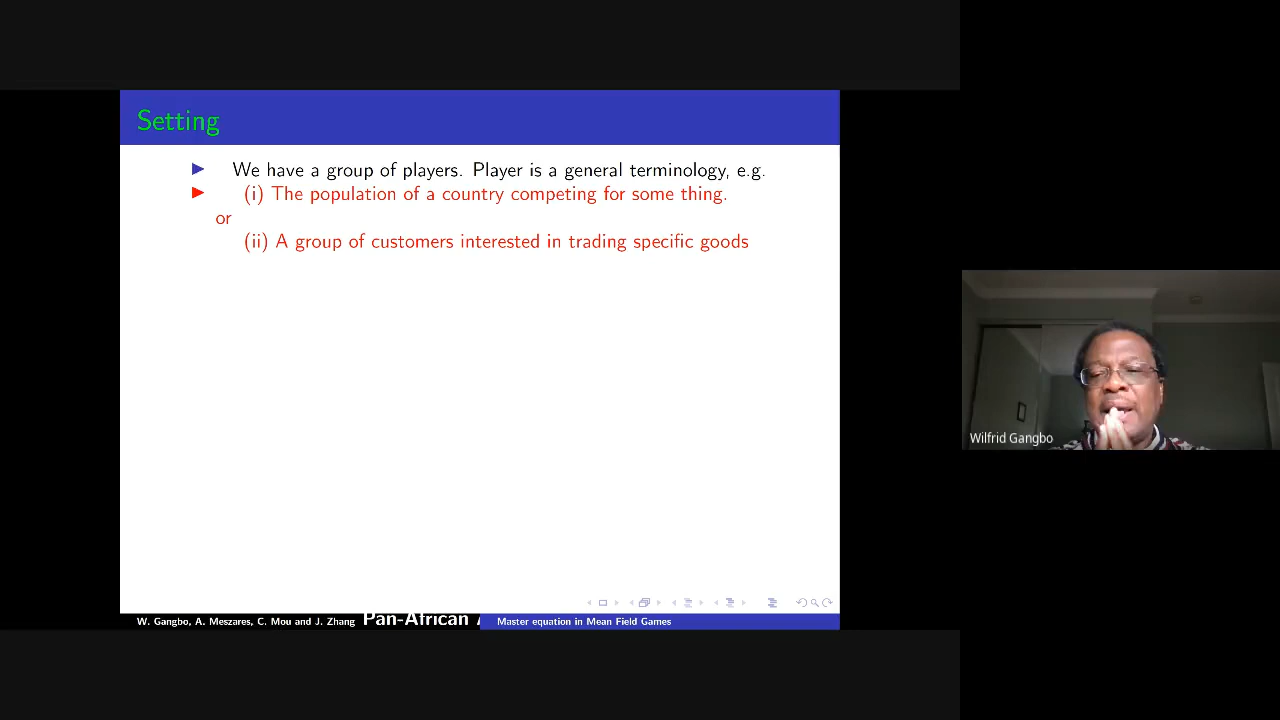 Setting
We have a group of players. Player is a general terminology, e.g.
(i) The population of a country competing for some thing.
or
(ii) A group of customers interested in trading specific goods
Wilfrid Gangbo
W. Gangbo, A. Meszares, C. Mou and J. Zhang Pan-African Master equation in Mean Field Games